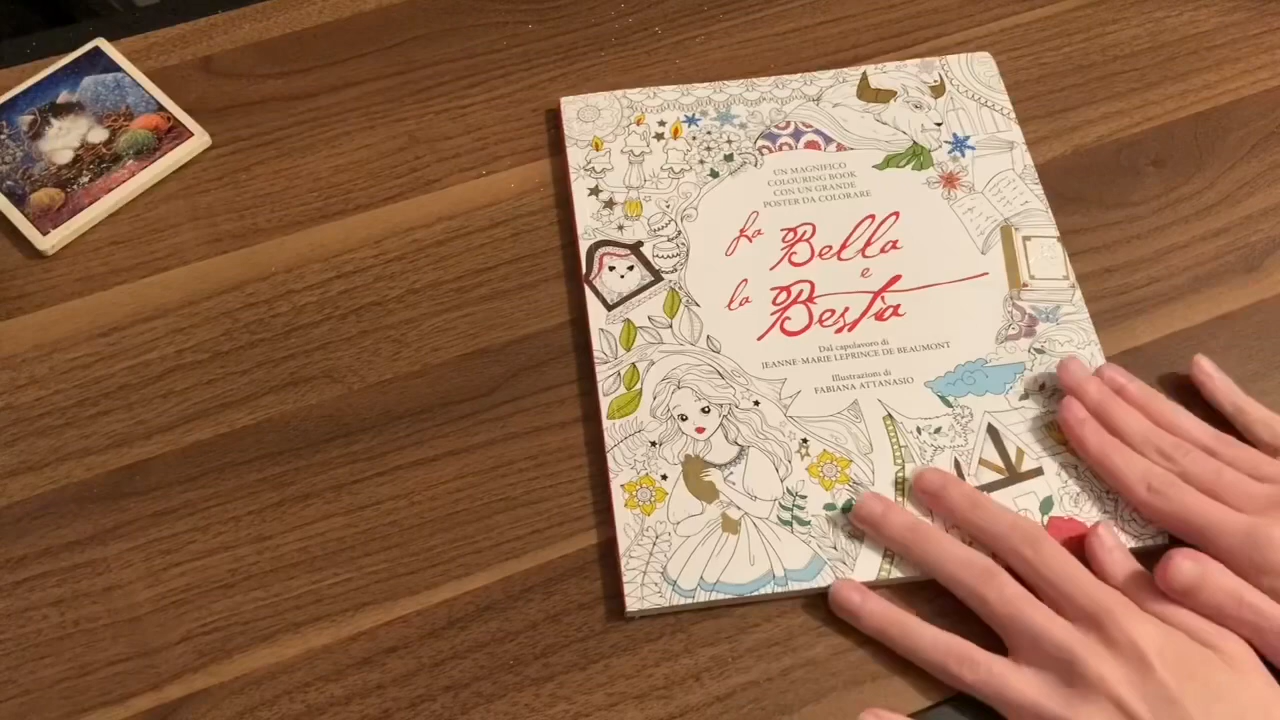 UN MAGNIFICO
COLOURING BOOK
CON UN GRANDE
POSTER DA COLORARE
La Bella
e
la Bestia
Dal capolavoro di
JEANNE-MARIE LEPRINCE DE BEAUMONT
Illustrazioni di
FABIANA ATTANASIO